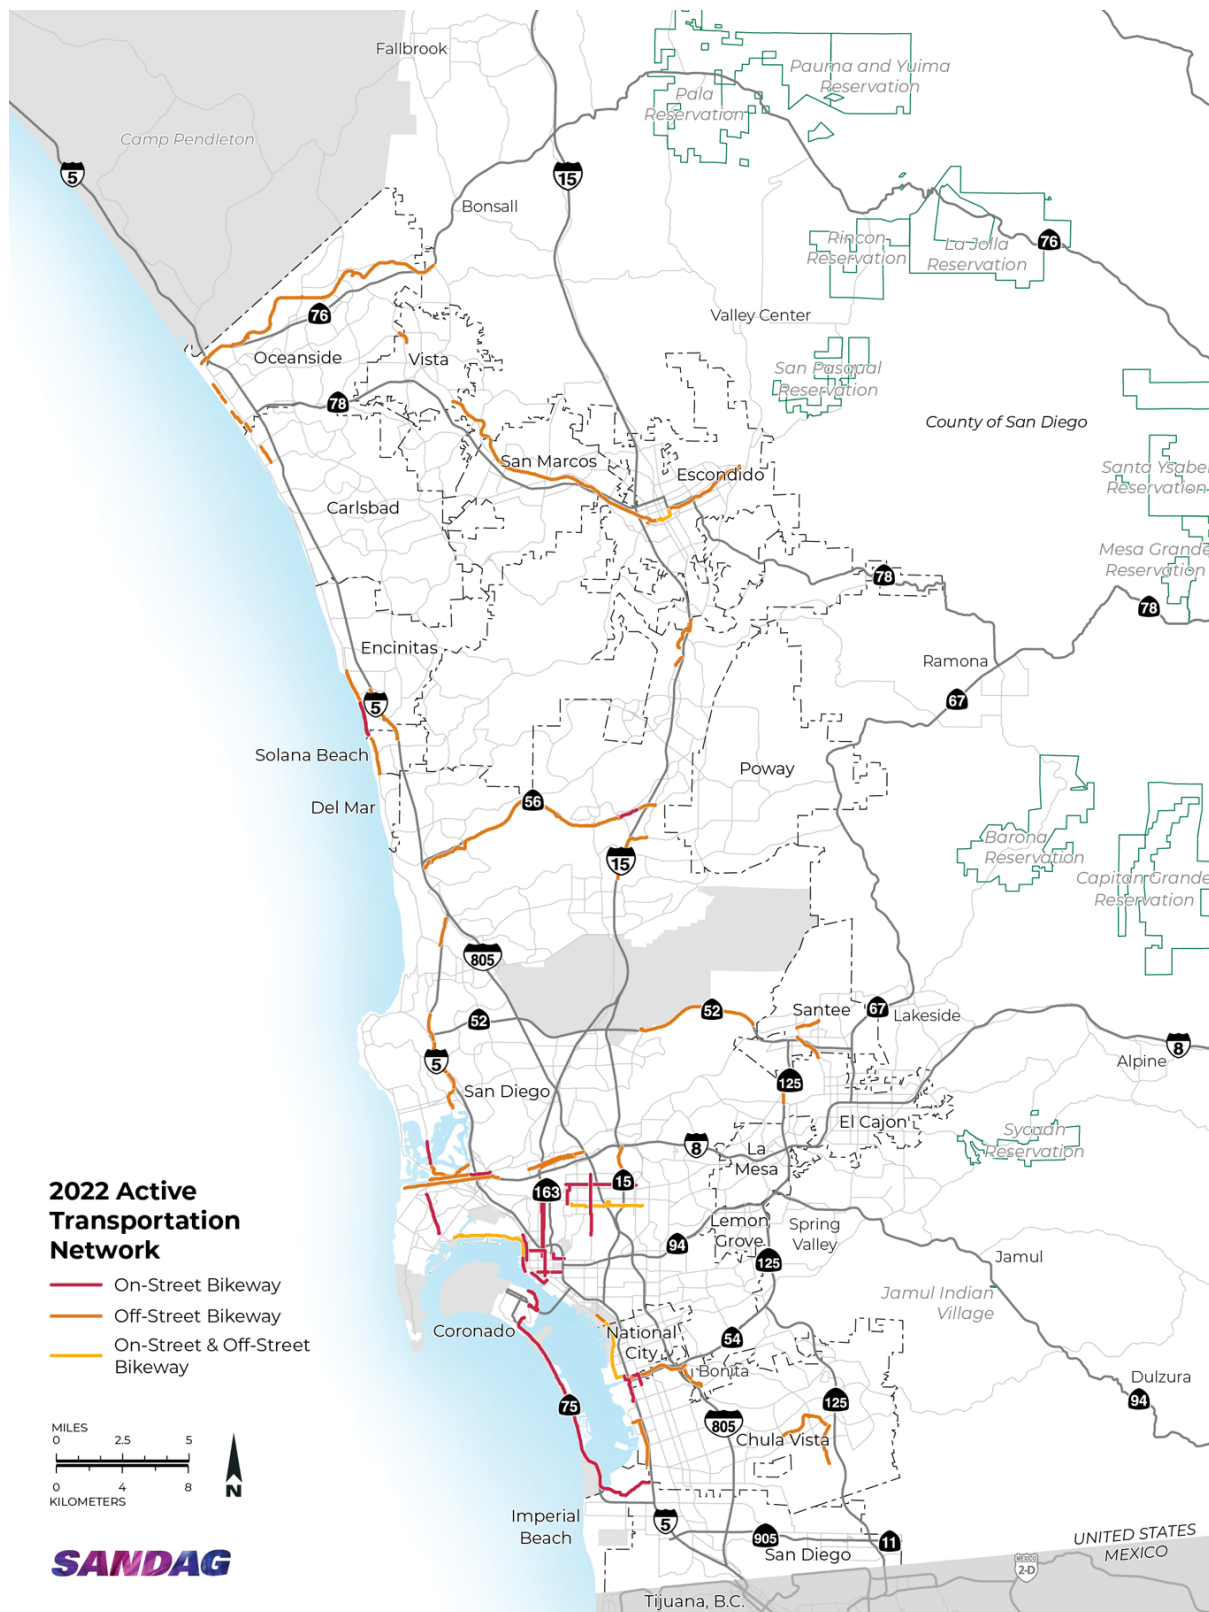 Fallbrook
Pauma and Yuima
Reservation
Pala
Reservation
Camp Pendleton
5
15
Bonsall
Rincon
Reservation
La Jolla
Reservation
76
76
Valley Center
Oceanside
Vista
San Pasqual
Reservation
78
County of San Diego
San Marcos
Escondido
Santa Ysabel
Reservation
Carlsbad
Mesa Grande
Reservation
78
78
Encinitas
Ramona
67
5
Solana Beach
Poway
56
Del Mar
Barona
Reservation
15
Capitan Grande
Reservation
805
52
Santee
67
Lakeside
52
5
8
Alpine
125
San Diego
El Cajon
Sycuan
Reservation
8
La
Mesa
15
163
2022 Active
Transportation
Network
On-Street Bikeway
Off-Street Bikeway
On-Street & Off-Street
Bikeway
Lemon
Grove
Spring
Valley
94
125
Jamul
Jamul Indian
Village
Coronado
National
City
54
Bonita
Dulzura
94
75
125
805
Chula Vista
MILES
0 2.5 5
0 4 8
KILOMETERS
N
Imperial
Beach
5
905
11
San Diego
UNITED STATES
MEXICO
MEXICO
2-D
SANDAG
Tijuana, B.C.